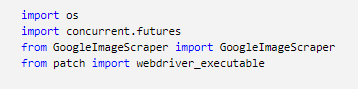 import os
import concurrent.futures
from GoogleImageScraper import GoogleImageScraper
from patch import webdriver_executable